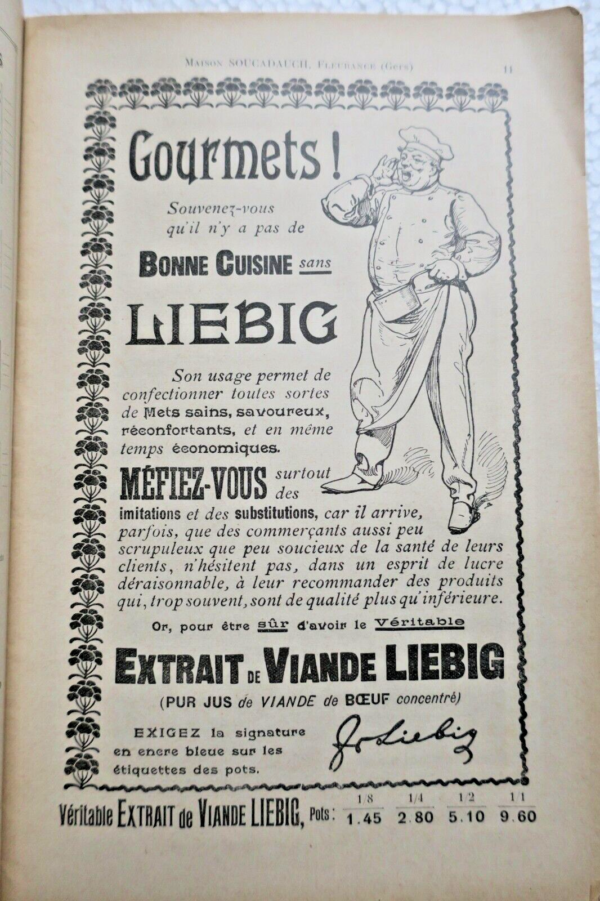 Maison SOUCADAUCH, Fleurance (Gers)
11
Gourmets !
Souvenez-vous
qu'il n'y a pas de
BONNE CUISINE sans
LIEBIG
Son usage permet de
confectionner toutes sortes
de Mets sains, savoureux,
réconfortants, et en même
temps économiques.
MÉFIEZ-VOUS surtout
des
imitations et des substitutions, car il arrive,
parfois, que des commerçants aussi peu
scrupuleux que peu soucieux de la santé de leurs
clients, n'hésitent pas, dans un esprit de lucre
déraisonnable, à leur recommander des produits
qui, trop souvent, sont de qualité plus qu'inférieure.
Or, pour être sûr d'avoir le Véritable
EXTRAIT DE VIANDE LIEBIG
(PUR JUS de VIANDE de BŒUF concentré)
EXIGEZ la signature
en encre bleue sur les
étiquettes des pots.
J v Liebig
1/8 1/4 1/2 1/1
Véritable EXTRAIT de VIANDE LIEBIG, Pots : 1.45 2.80 5.10 9.60